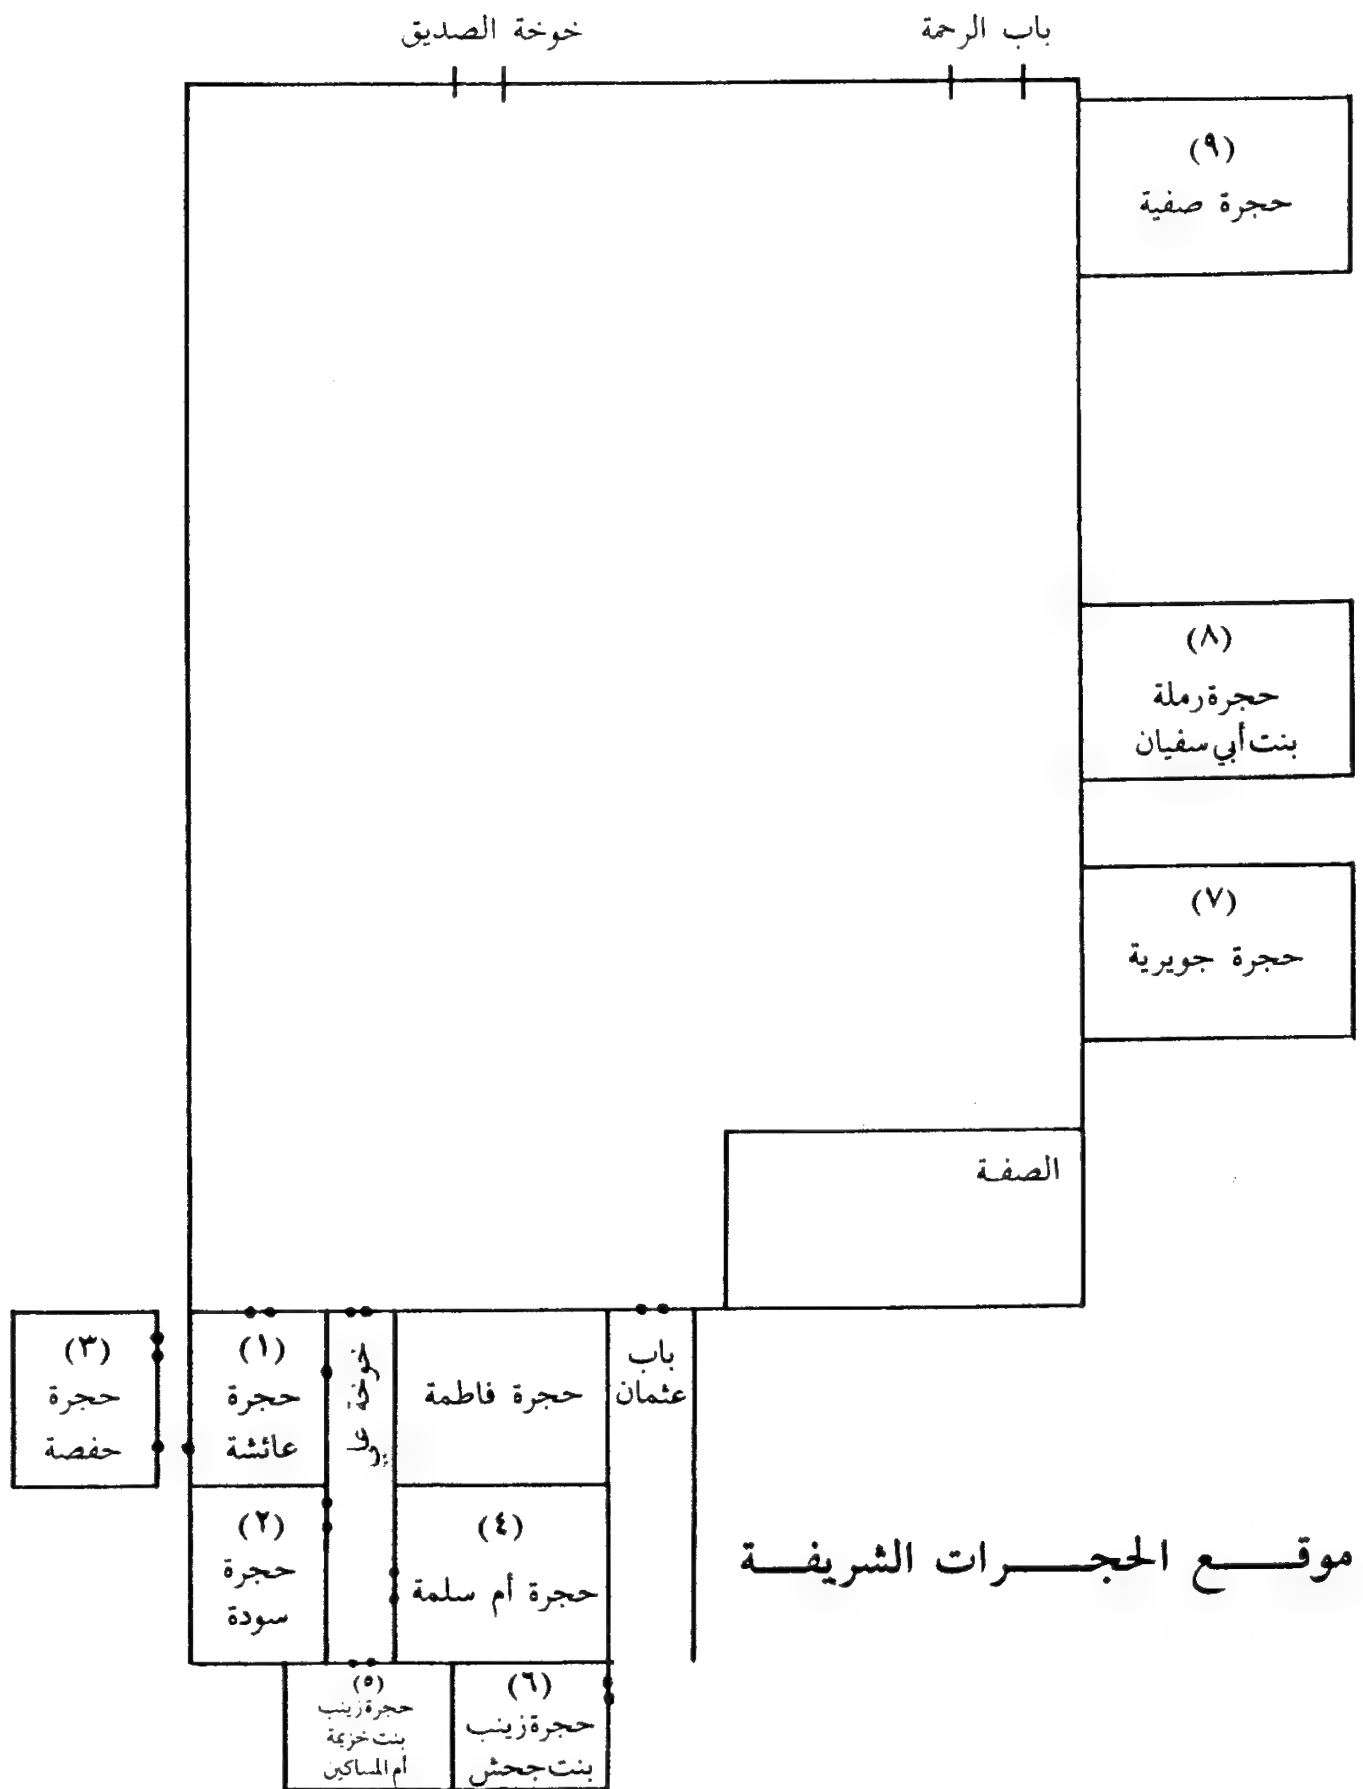 باب الرحمة
خوخة الصديق
(٩)
حجرة صفية
(٨)
حجرة رملة
بنت أبي سفيان
(٧)
حجرة جويرية
الصفة
باب
عثمان
حجرة فاطمة
خوخة علي
(١)
حجرة
عائشة
(٣)
حجرة
حفصة
(٤)
حجرة أم سلمة
(٢)
حجرة
سودة
موقع الحجرات الشريفة
(٦)
حجرة زينب
بنت جحش
(٥)
حجرة زينب
بنت خزيمة
أم المساكين